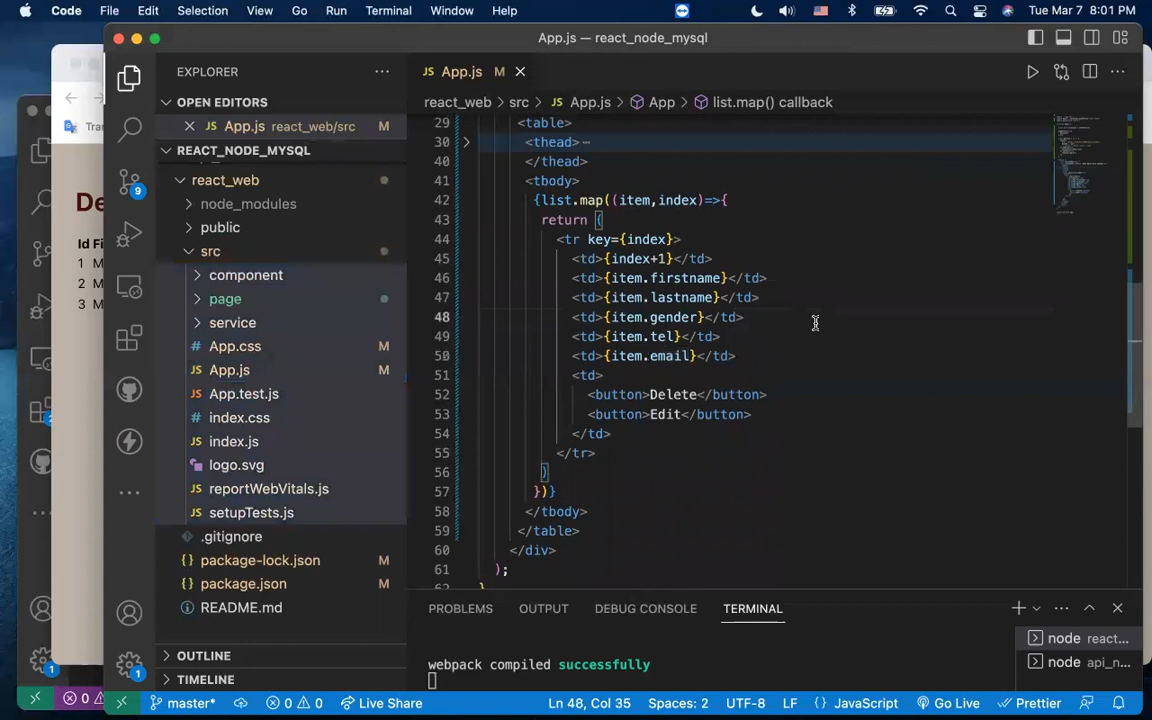 Code File Edit Selection View Go Run Terminal Window Help Tue Mar 7 8:01 PM
App.js — react_node_mysql
EXPLORER
App.js M
OPEN EDITORS
react_web > src > App.js > App > list.map() callback
App.js react_web/src M
REACT_NODE_MYSQL
react_web
node_modules
public
src
component
page
service
App.css M
App.js M
App.test.js
index.css
index.js
logo.svg
reportWebVitals.js
setupTests.js
.gitignore
package-lock.json M
package.json M
README.md
OUTLINE
TIMELINE
9
1
De
Id Fi
1 M
2 M
3 M
29 <table>
30 <thead>
40 </thead>
41 <tbody>
42 {list.map((item,index)=>{
43 return (
44 <tr key={index}>
45 <td>{index+1}</td>
46 <td>{item.firstname}</td>
47 <td>{item.lastname}</td>
48 <td>{item.gender}</td>
49 <td>{item.tel}</td>
50 <td>{item.email}</td>
51 <td>
52 <button>Delete</button>
53 <button>Edit</button>
54 </td>
55 </tr>
56 )
57 })}
58 </tbody>
59 </table>
60 </div>
61 );
62 }
PROBLEMS OUTPUT DEBUG CONSOLE TERMINAL
webpack compiled successfully
node react...
node api_n...
master* 0 0 Live Share Ln 48, Col 35 Spaces: 2 UTF-8 LF {} JavaScript Go Live Prettier